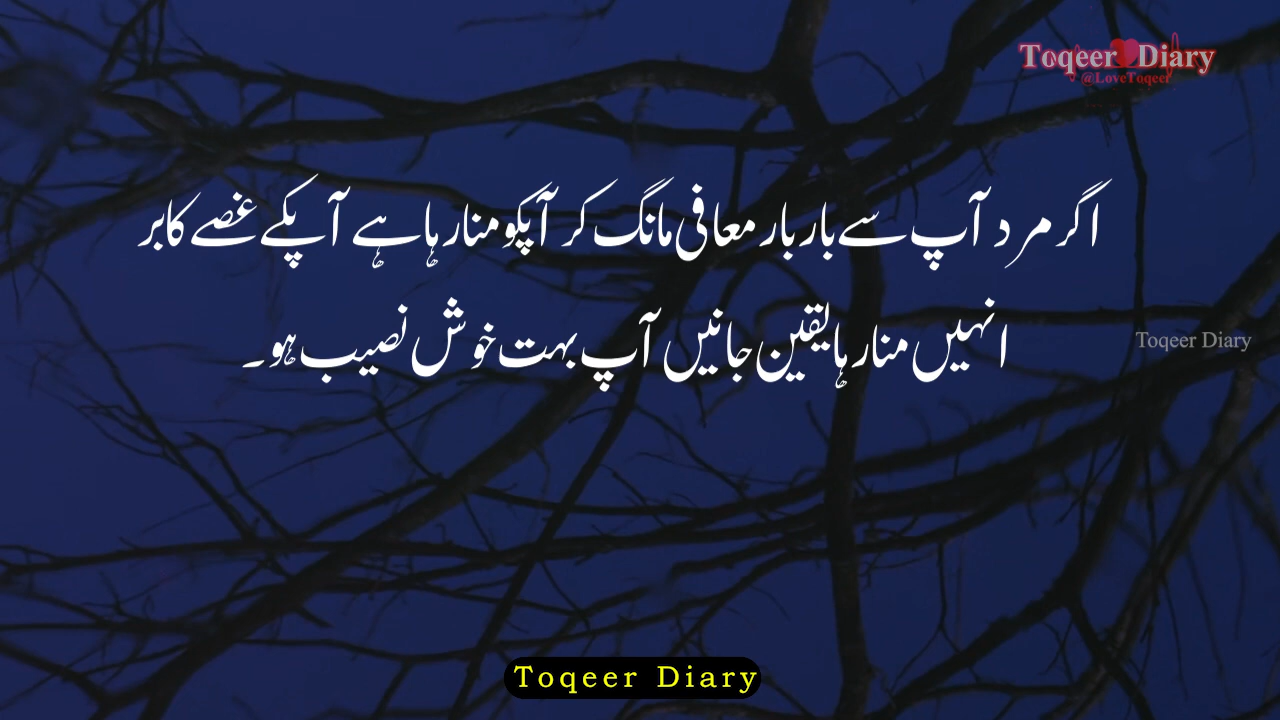 Toqeer Diary
@LoveToqeer
اگر مرد آپ سے بار بار معافی مانگ کر آپکو منا رہا ہے آپکے غصے کا بر
انہیں منا رہا یقین جانیں آپ بہت خوش نصیب ہو۔
Toqeer Diary
Toqeer Diary